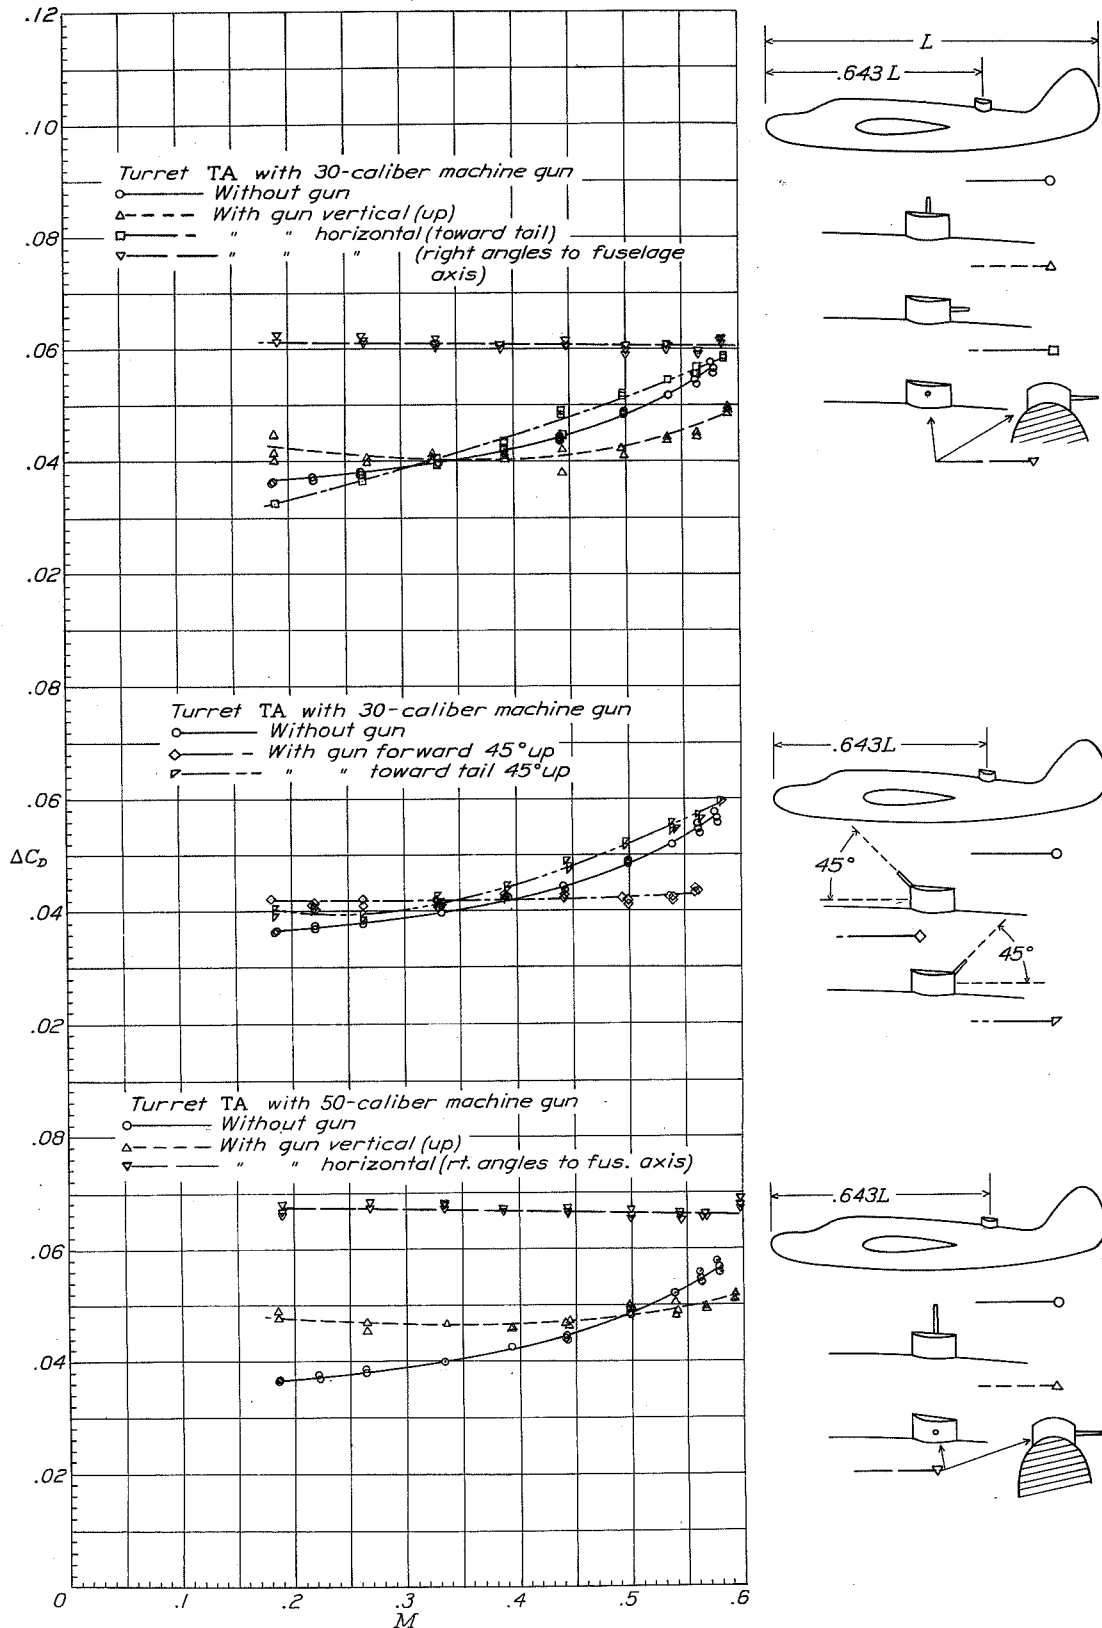 .12
.10
.08
.06
.04
.02
Turret TA with 30-caliber machine gun
Without gun
With gun vertical (up)
" " horizontal (toward tail)
" " " (right angles to fuselage
axis)
L
.643 L
.08
.06
ΔC_D
.04
.02
Turret TA with 30-caliber machine gun
Without gun
With gun forward 45° up
" " toward tail 45° up
.643L
45°
45°
.08
.06
.04
.02
Turret TA with 50-caliber machine gun
Without gun
With gun vertical (up)
" " horizontal (rt. angles to fus. axis)
.643L
0 .1 .2 .3 .4 .5 .6
M